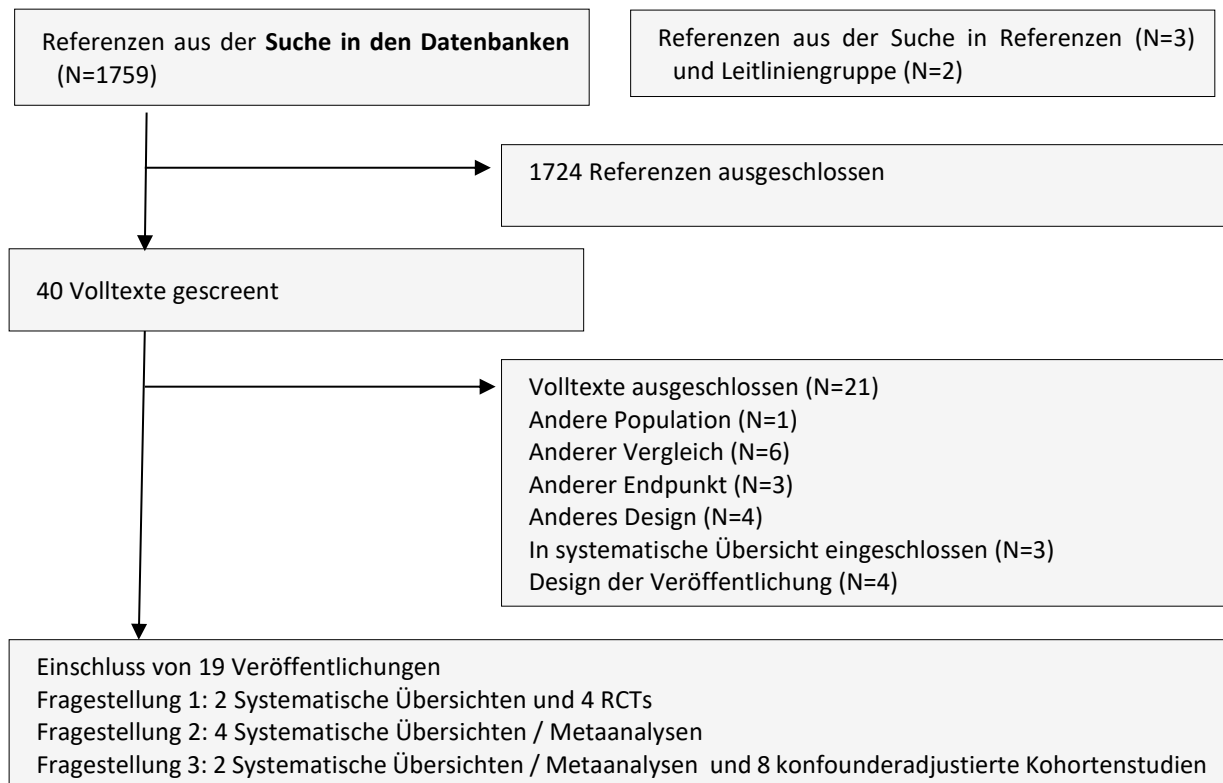 Referenzen aus der Suche in den Datenbanken
(N=1759)
Referenzen aus der Suche in Referenzen (N=3)
und Leitliniengruppe (N=2)
1724 Referenzen ausgeschlossen
40 Volltexte gescreent
Volltexte ausgeschlossen (N=21)
Andere Population (N=1)
Anderer Vergleich (N=6)
Anderer Endpunkt (N=3)
Anderes Design (N=4)
In systematische Übersicht eingeschlossen (N=3)
Design der Veröffentlichung (N=4)
Einschluss von 19 Veröffentlichungen
Fragestellung 1: 2 Systematische Übersichten und 4 RCTs
Fragestellung 2: 4 Systematische Übersichten / Metaanalysen
Fragestellung 3: 2 Systematische Übersichten / Metaanalysen und 8 konfounderadjustierte Kohortenstudien